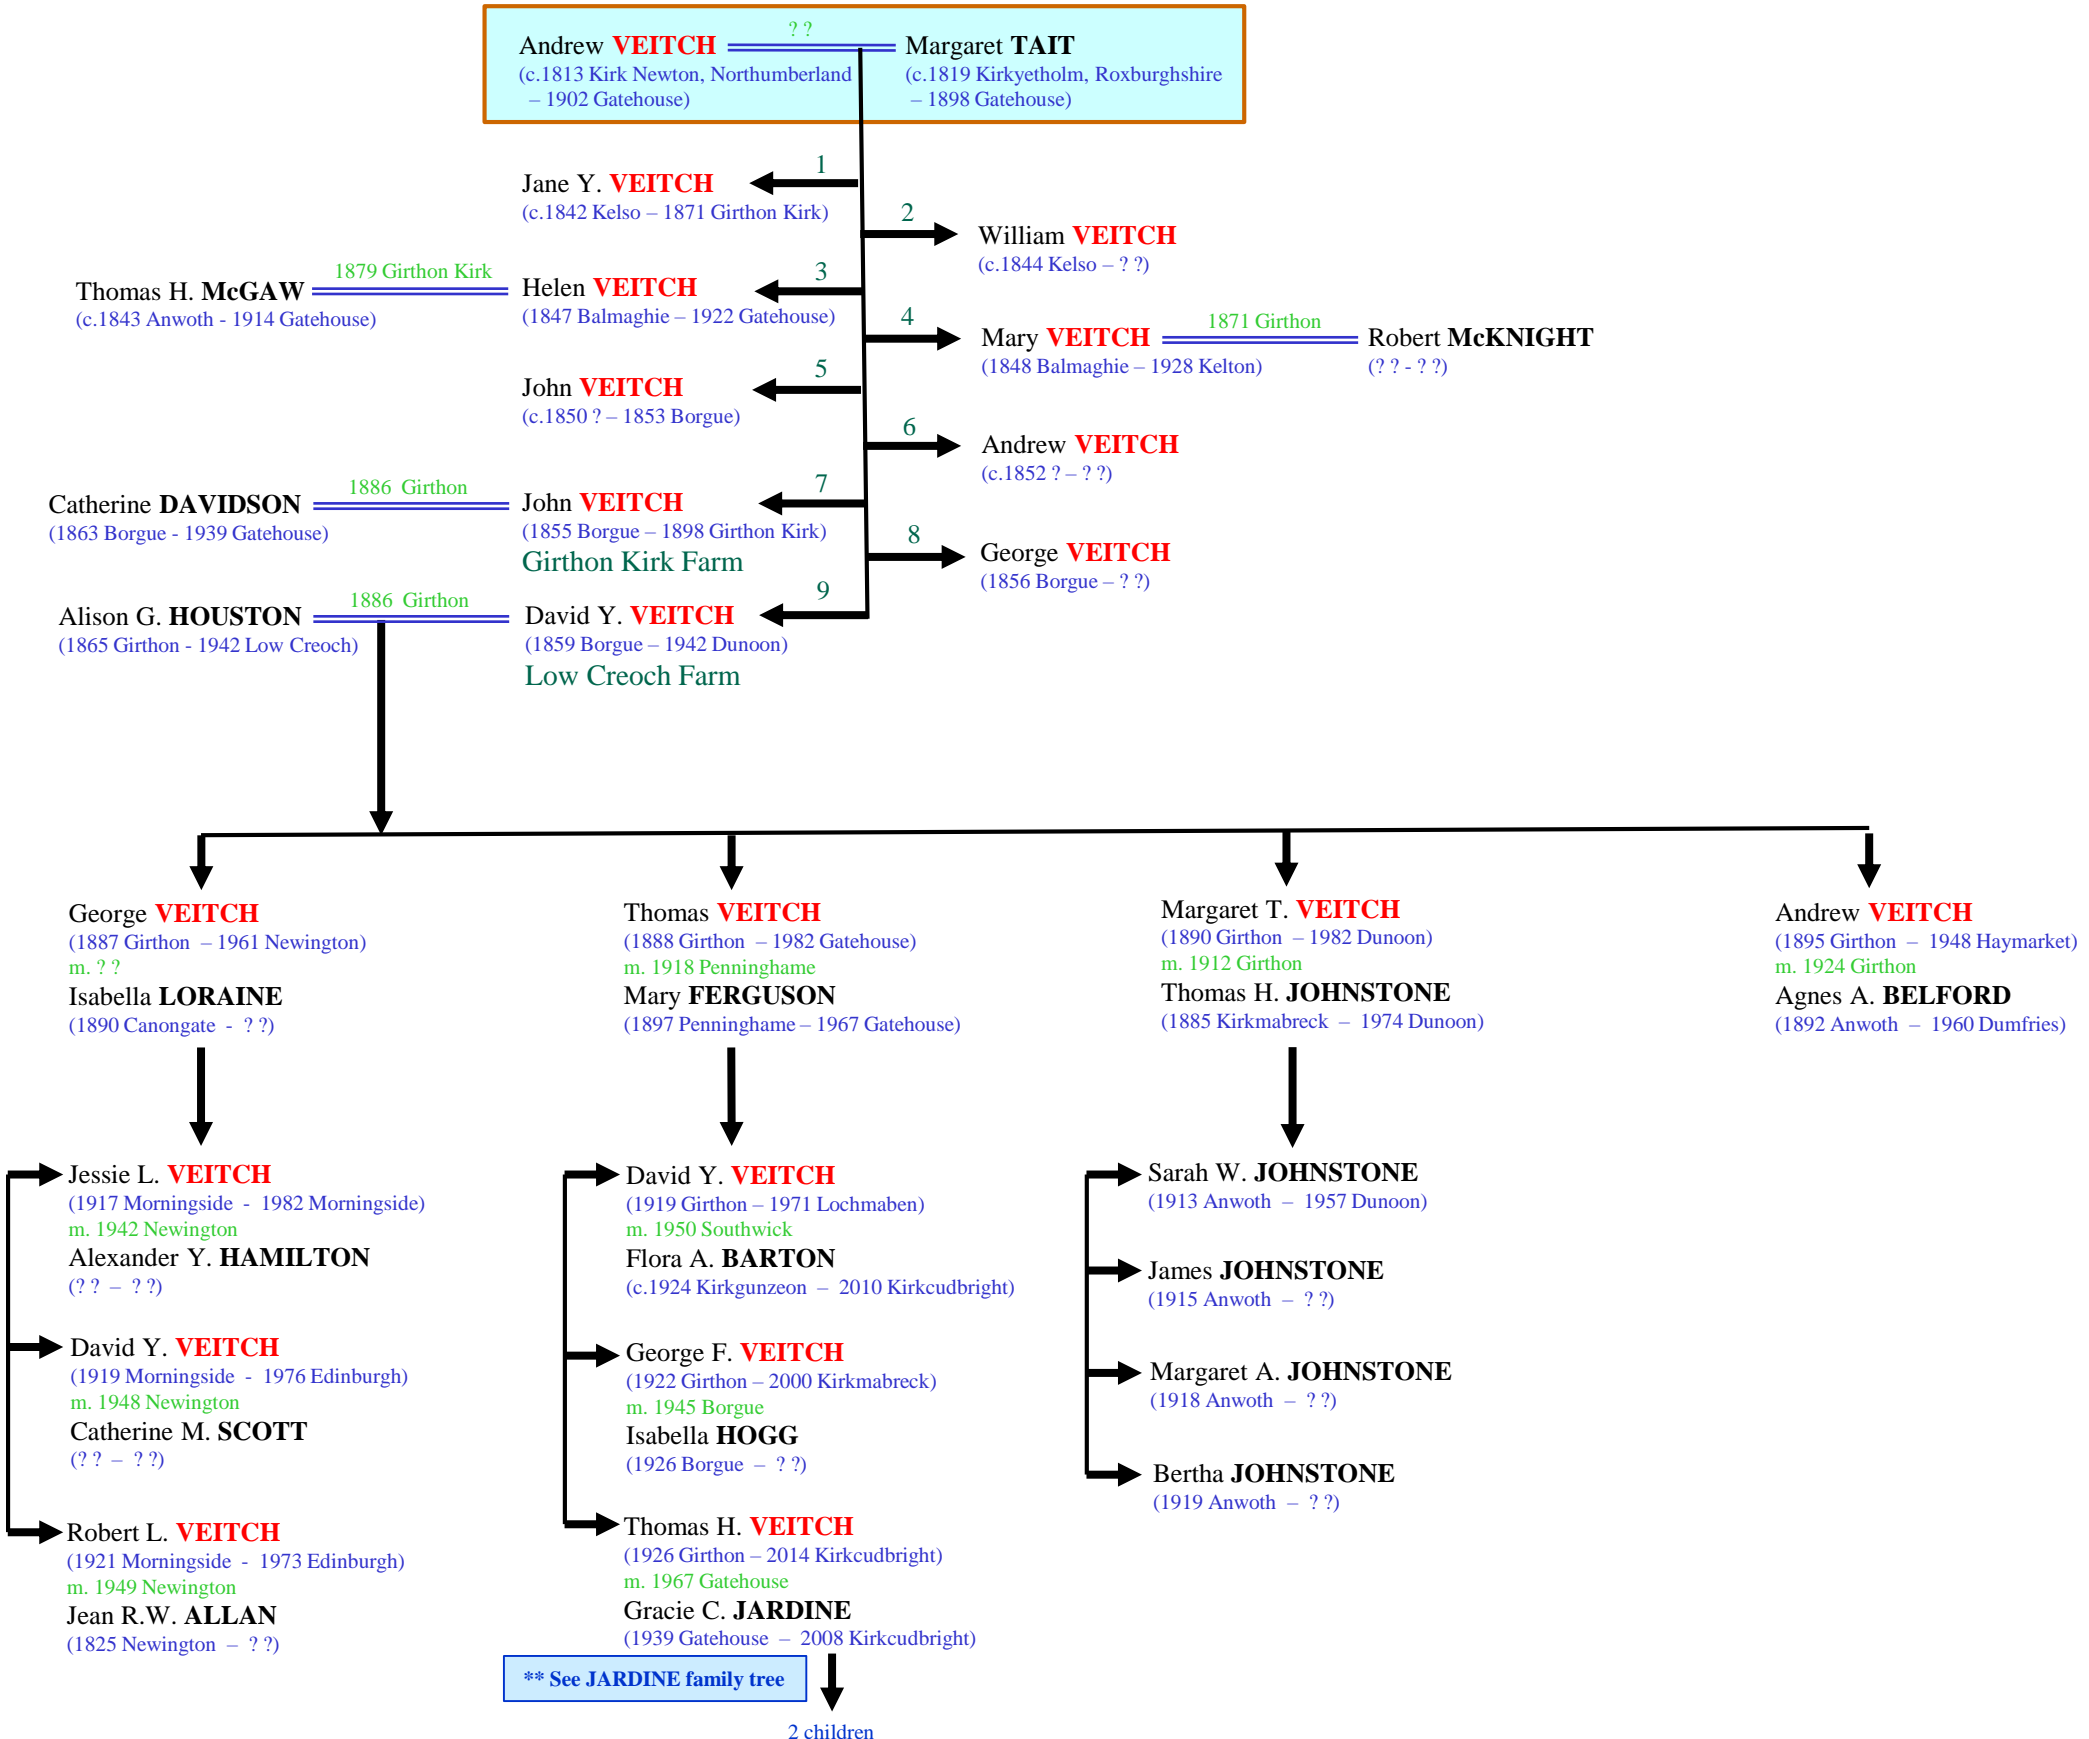 ? ?
Andrew VEITCH
(c.1813 Kirk Newton, Northumberland
– 1902 Gatehouse)
Margaret TAIT
(c.1819 Kirkyetholm, Roxburghshire
– 1898 Gatehouse)
1
Jane Y. VEITCH
(c.1842 Kelso – 1871 Girthon Kirk)
2
William VEITCH
(c.1844 Kelso – ? ?)
Thomas H. McGAW
(c.1843 Anwoth - 1914 Gatehouse)
1879 Girthon Kirk
3
Helen VEITCH
(1847 Balmaghie – 1922 Gatehouse)
4
Mary VEITCH
(1848 Balmaghie – 1928 Kelton)
1871 Girthon
Robert McKNIGHT
(? ? - ? ?)
5
John VEITCH
(c.1850 ? – 1853 Borgue)
6
Andrew VEITCH
(c.1852 ? – ? ?)
Catherine DAVIDSON
(1863 Borgue - 1939 Gatehouse)
1886 Girthon
7
John VEITCH
(1855 Borgue – 1898 Girthon Kirk)
Girthon Kirk Farm
8
George VEITCH
(1856 Borgue – ? ?)
Alison G. HOUSTON
(1865 Girthon - 1942 Low Creoch)
1886 Girthon
9
David Y. VEITCH
(1859 Borgue – 1942 Dunoon)
Low Creoch Farm
George VEITCH
(1887 Girthon – 1961 Newington)
m. ? ?
Isabella LORAINE
(1890 Canongate - ? ?)
Thomas VEITCH
(1888 Girthon – 1982 Gatehouse)
m. 1918 Penninghame
Mary FERGUSON
(1897 Penninghame – 1967 Gatehouse)
Margaret T. VEITCH
(1890 Girthon – 1982 Dunoon)
m. 1912 Girthon
Thomas H. JOHNSTONE
(1885 Kirkmabreck – 1974 Dunoon)
Andrew VEITCH
(1895 Girthon – 1948 Haymarket)
m. 1924 Girthon
Agnes A. BELFORD
(1892 Anwoth – 1960 Dumfries)
Jessie L. VEITCH
(1917 Morningside - 1982 Morningside)
m. 1942 Newington
Alexander Y. HAMILTON
(? ? – ? ?)
David Y. VEITCH
(1919 Morningside - 1976 Edinburgh)
m. 1948 Newington
Catherine M. SCOTT
(? ? – ? ?)
Robert L. VEITCH
(1921 Morningside - 1973 Edinburgh)
m. 1949 Newington
Jean R.W. ALLAN
(1825 Newington – ? ?)
David Y. VEITCH
(1919 Girthon – 1971 Lochmaben)
m. 1950 Southwick
Flora A. BARTON
(c.1924 Kirkgunzeon – 2010 Kirkcudbright)
George F. VEITCH
(1922 Girthon – 2000 Kirkmabreck)
m. 1945 Borgue
Isabella HOGG
(1926 Borgue – ? ?)
Thomas H. VEITCH
(1926 Girthon – 2014 Kirkcudbright)
m. 1967 Gatehouse
Gracie C. JARDINE
(1939 Gatehouse – 2008 Kirkcudbright)
** See JARDINE family tree
2 children
Sarah W. JOHNSTONE
(1913 Anwoth – 1957 Dunoon)
James JOHNSTONE
(1915 Anwoth – ? ?)
Margaret A. JOHNSTONE
(1918 Anwoth – ? ?)
Bertha JOHNSTONE
(1919 Anwoth – ? ?)